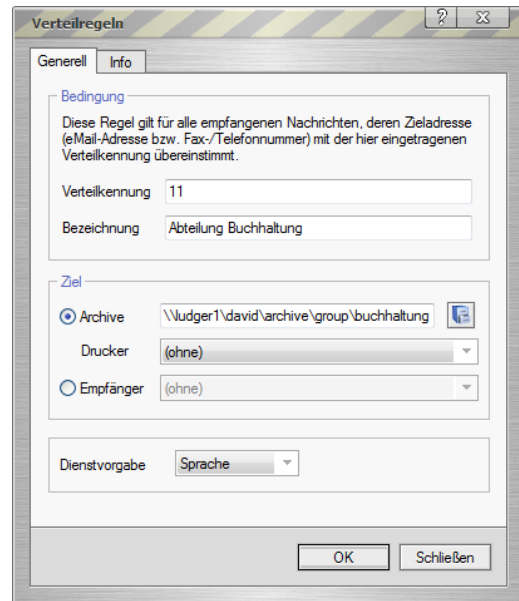 Verteilregeln
Generell Info
Bedingung
Diese Regel gilt für alle empfangenen Nachrichten, deren Zieladresse
(eMail-Adresse bzw. Fax-/Telefonnummer) mit der hier eingetragenen
Verteilkennung übereinstimmt.
Verteilkennung 11
Bezeichnung Abteilung Buchhaltung
Ziel
Archive \\ludger1\david\archive\group\buchhaltung
Drucker (ohne)
Empfänger (ohne)
Dienstvorgabe Sprache
OK Schließen